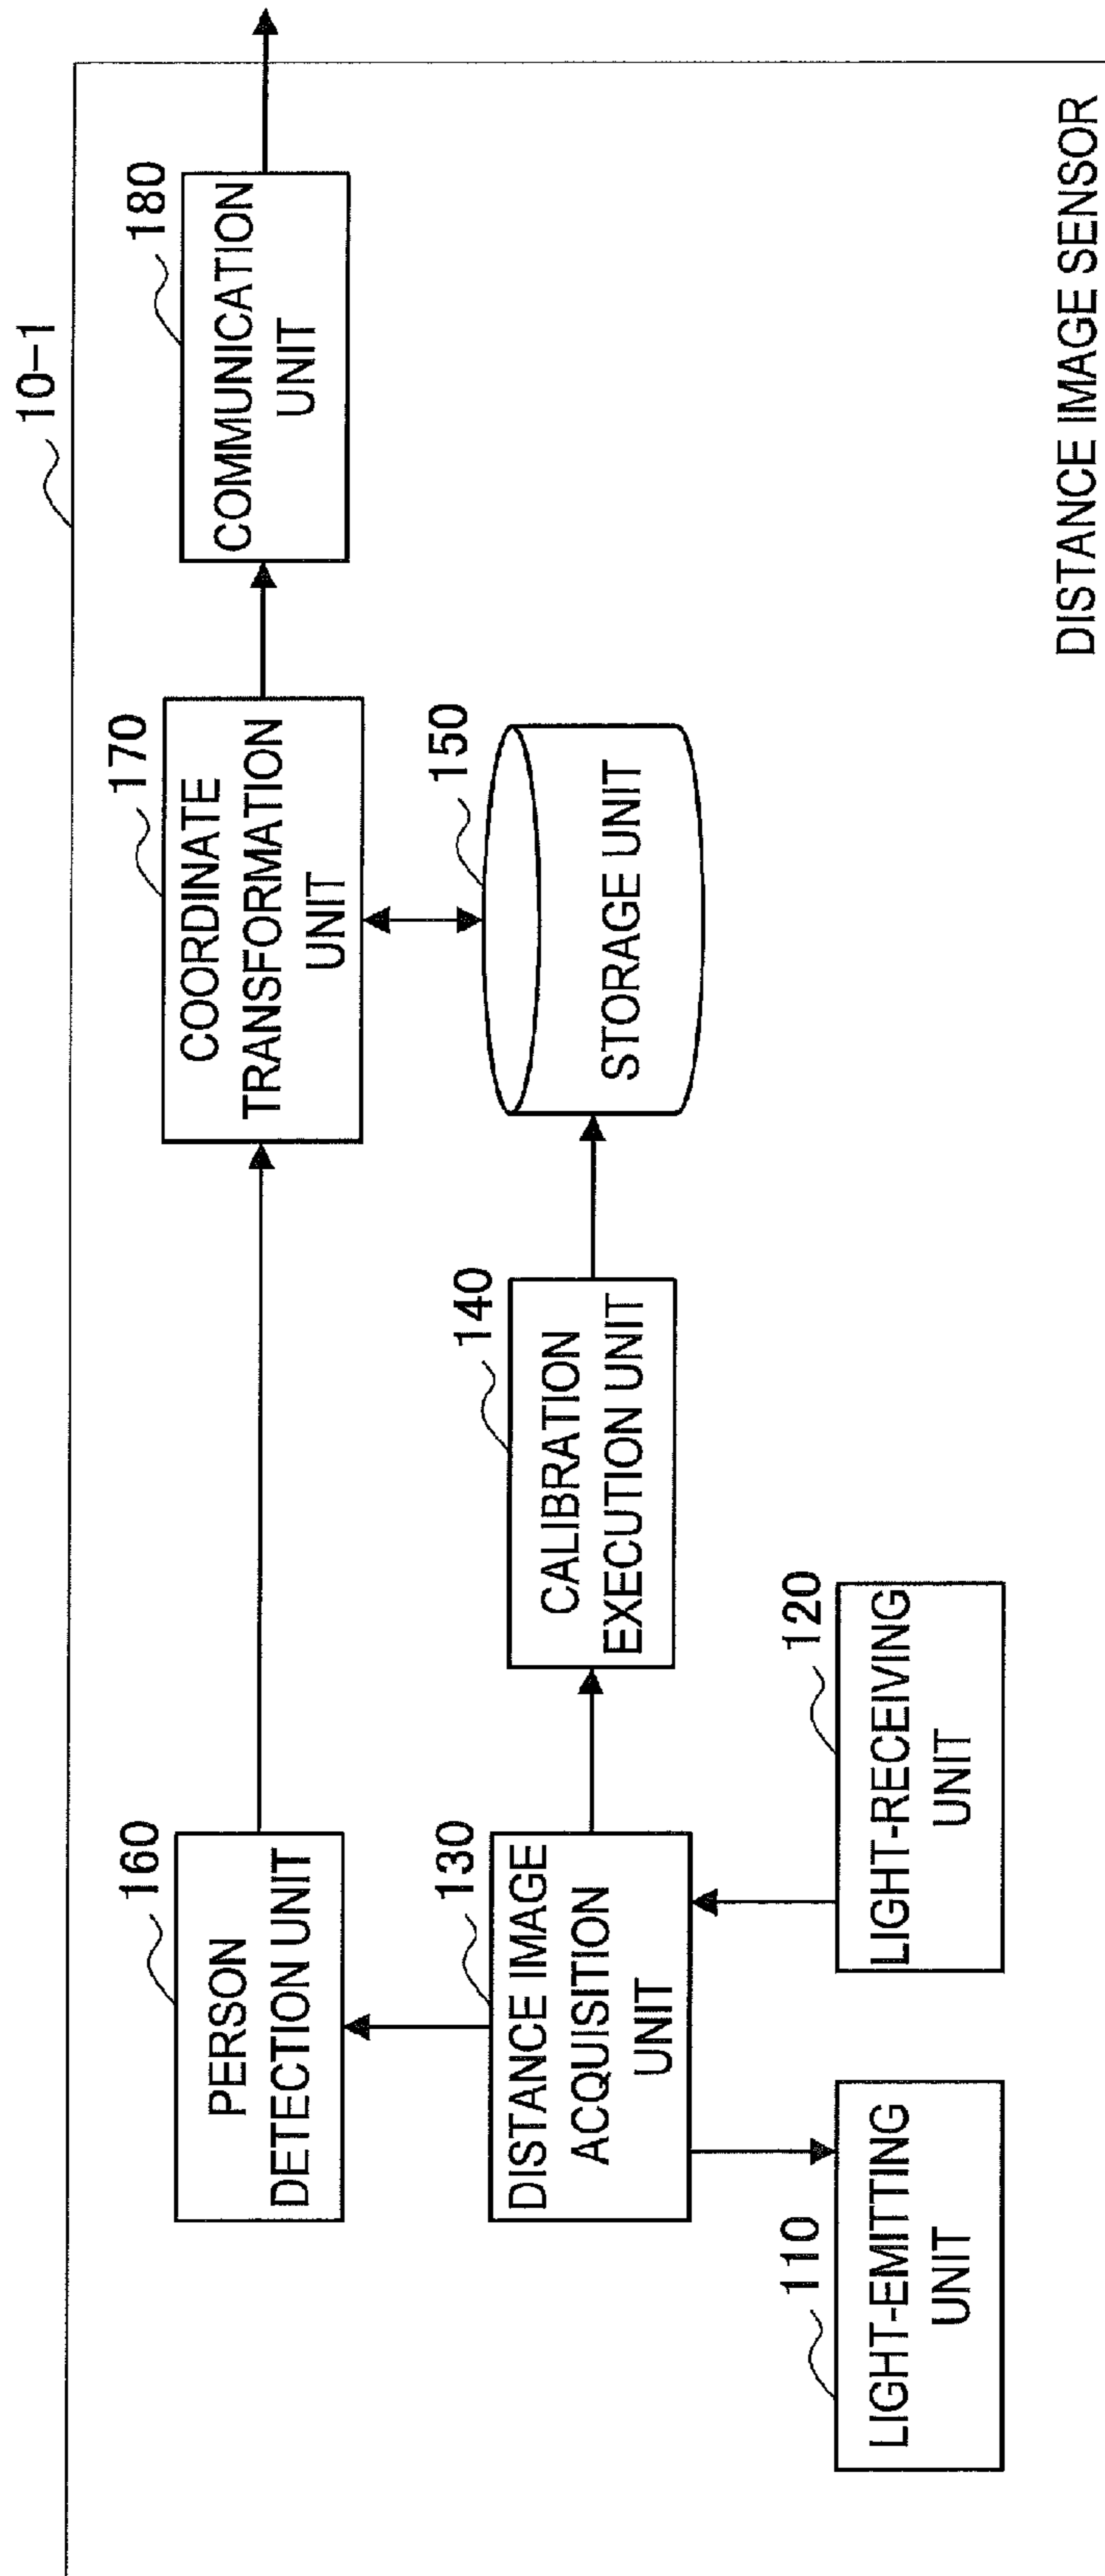 10-1
160
PERSON
DETECTION UNIT
170
COORDINATE
TRANSFORMATION
UNIT
180
COMMUNICATION
UNIT
130
DISTANCE IMAGE
ACQUISITION
UNIT
140
CALIBRATION
EXECUTION UNIT
150
STORAGE UNIT
110
LIGHT-EMITTING
UNIT
120
LIGHT-RECEIVING
UNIT
DISTANCE IMAGE SENSOR